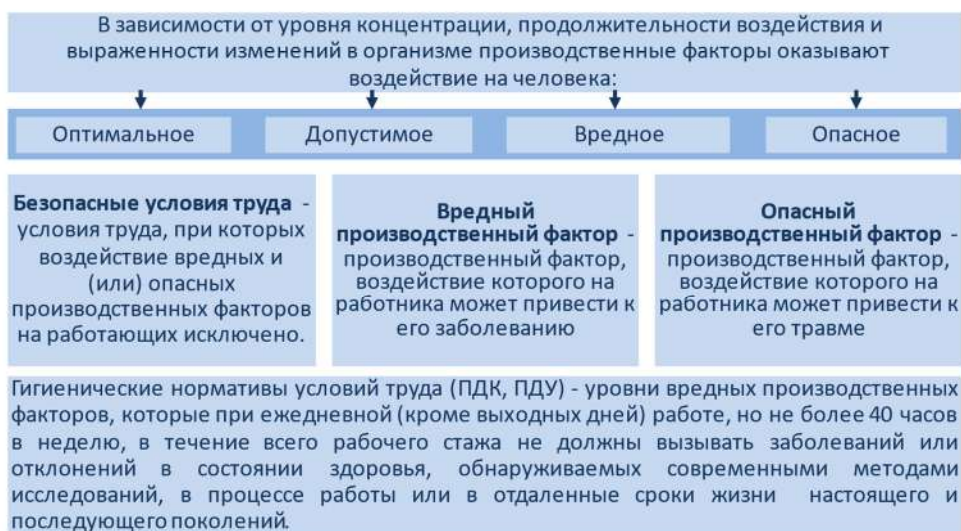 В зависимости от уровня концентрации, продолжительности воздействия и
выраженности изменений в организме производственные факторы оказывают
воздействие на человека:
Оптимальное
Допустимое
Вредное
Опасное
Безопасные условия труда -
условия труда, при которых
воздействие вредных и
(или) опасных
производственных факторов
на работающих исключено.
Вредный
производственный фактор -
производственный фактор,
воздействие которого на
работника может привести к
его заболеванию
Опасный
производственный фактор -
производственный фактор,
воздействие которого на
работника может привести к
его травме
Гигиенические нормативы условий труда (ПДК, ПДУ) - уровни вредных производственных
факторов, которые при ежедневной (кроме выходных дней) работе, но не более 40 часов
в неделю, в течение всего рабочего стажа не должны вызывать заболеваний или
отклонений в состоянии здоровья, обнаруживаемых современными методами
исследований, в процессе работы или в отдаленные сроки жизни настоящего и
последующего поколений.